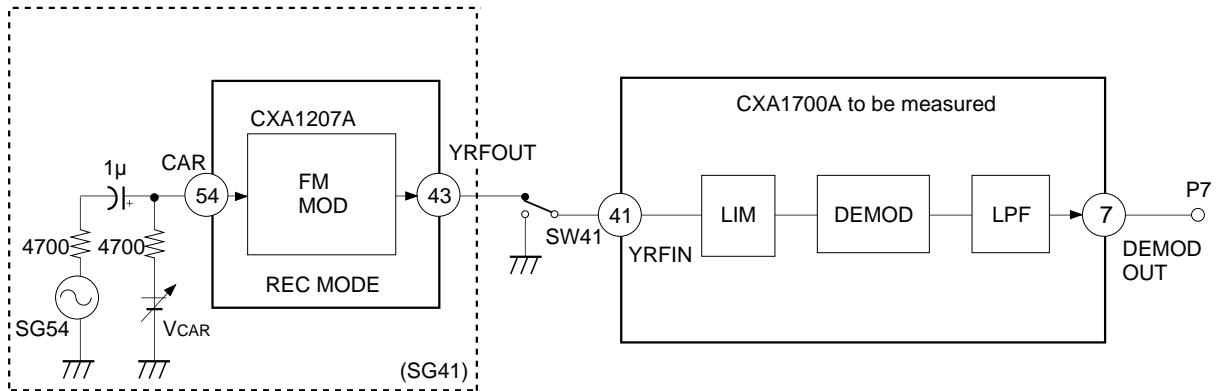 CXA1700A to be measured
CXA1207A
YRFOUT
1µ
CAR
+
54
FM
MOD
43
P7
41
LIM
DEMOD
LPF
7
SW41
4700
4700
YRFIN
DEMOD
OUT
REC MODE
SG54
VCAR
(SG41)